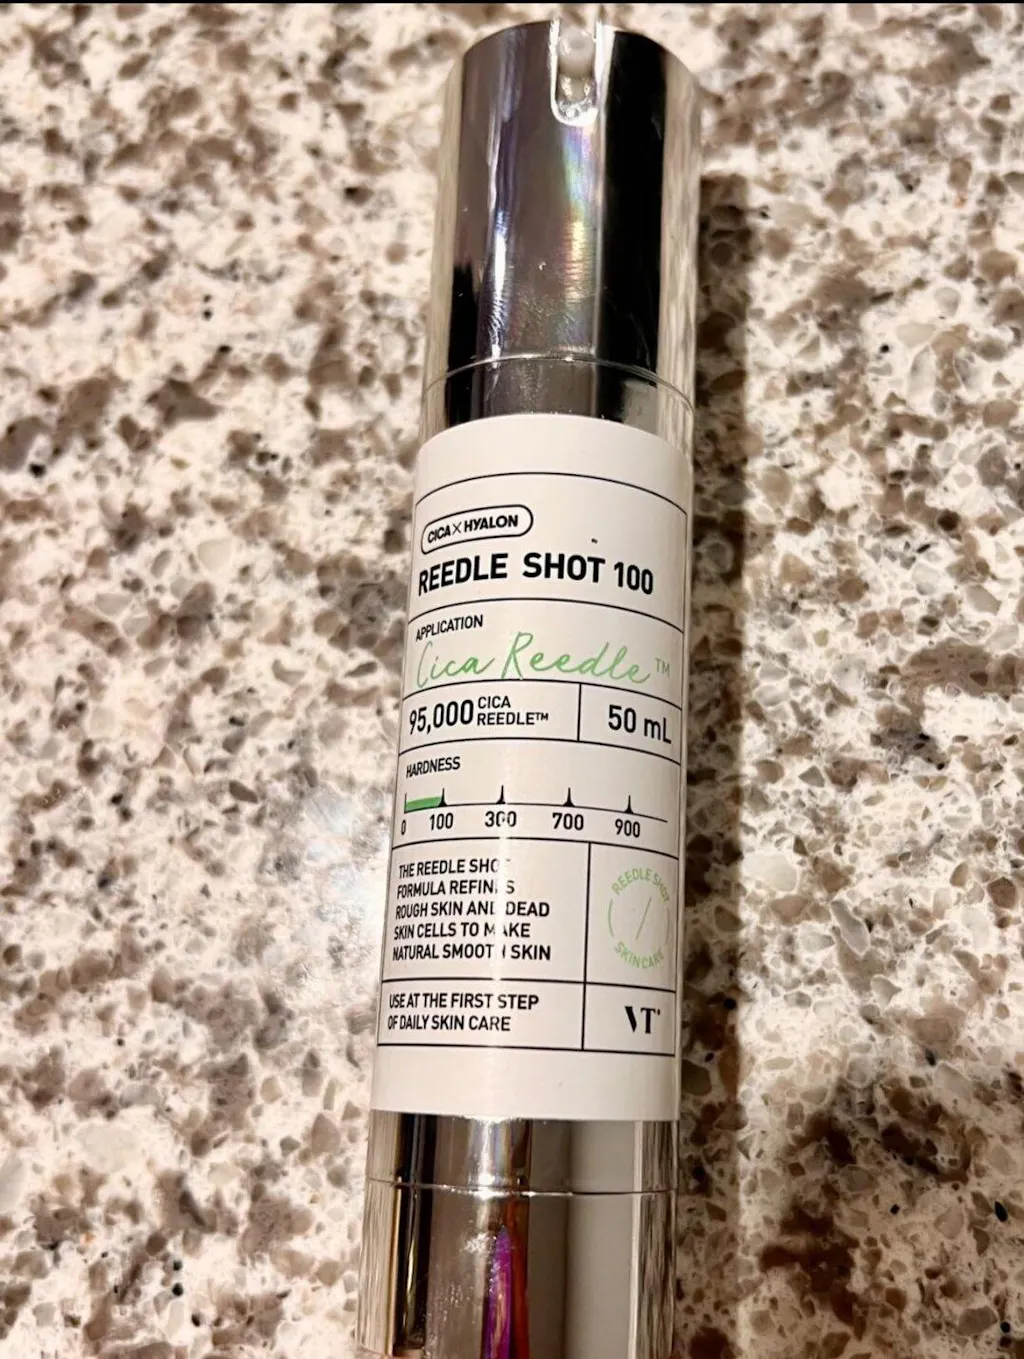 CICA×HYALON
REEDLE SHOT 100
APPLICATION
Cica Reedle™
95,000 CICA REEDLE™
50 mL
HARDNESS
0 100 300 700 900
THE REEDLE SHOT
FORMULA REFINES
ROUGH SKIN AND DEAD
SKIN CELLS TO MAKE
NATURAL SMOOTH SKIN
REEDLE SHOT
SKINCARE
USE AT THE FIRST STEP
OF DAILY SKIN CARE
VT